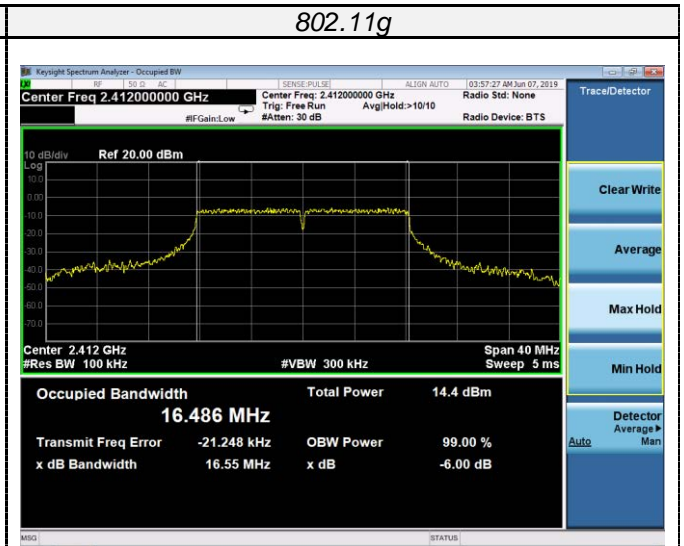 802.11g
Keysight Spectrum Analyzer - Occupied BW
RF 50 Ω AC SENSE:PULSE ALIGN AUTO 03:57:27 AM Jun 07, 2019
Center Freq 2.412000000 GHz
Center Freq: 2.412000000 GHz
Radio Std: None
Trig: Free Run Avg|Hold:>10/10
#IFGain:Low #Atten: 30 dB Radio Device: BTS
Trace/Detector
10 dB/div Ref 20.00 dBm
Log
10.0
0.00
-10.0
-20.0
-30.0
-40.0
-50.0
-60.0
-70.0
Clear Write
Average
Max Hold
Min Hold
Detector
Average▶
Auto Man
Center 2.412 GHz Span 40 MHz
#Res BW 100 kHz #VBW 300 kHz Sweep 5 ms
Occupied Bandwidth Total Power 14.4 dBm
16.486 MHz
Transmit Freq Error -21.248 kHz OBW Power 99.00 %
x dB Bandwidth 16.55 MHz x dB -6.00 dB
MSG STATUS